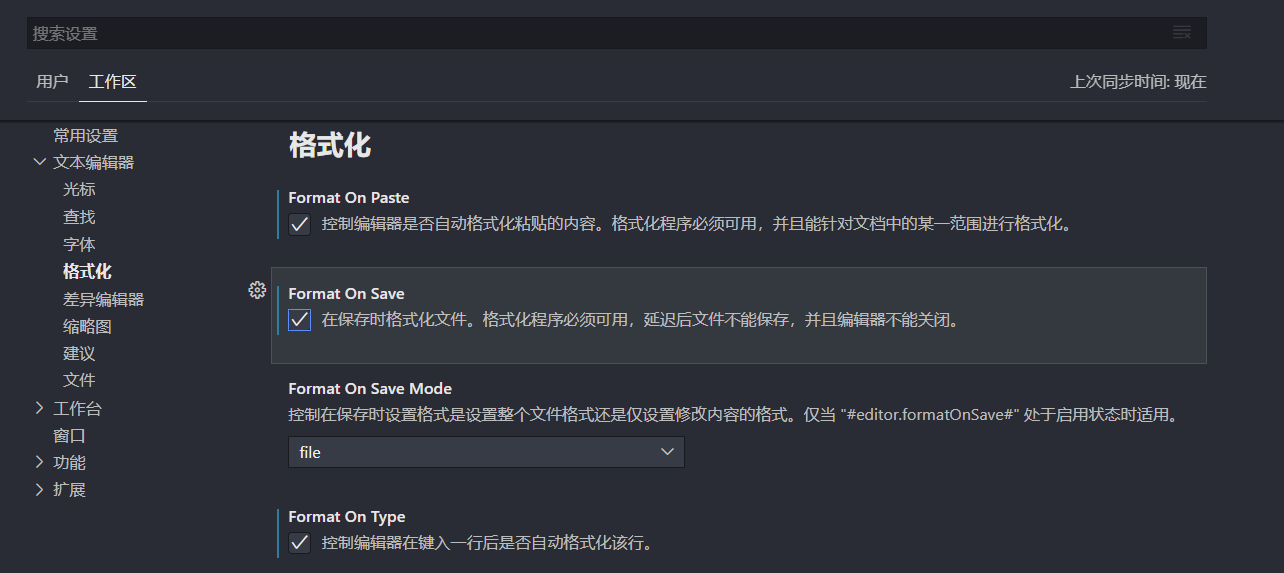 搜索设置
用户 工作区 上次同步时间: 现在
常用设置
文本编辑器
光标
查找
字体
格式化
差异编辑器
缩略图
建议
文件
工作台
窗口
功能
扩展
格式化
Format On Paste
控制编辑器是否自动格式化粘贴的内容。格式化程序必须可用，并且能针对文档中的某一范围进行格式化。
Format On Save
在保存时格式化文件。格式化程序必须可用，延迟后文件不能保存，并且编辑器不能关闭。
Format On Save Mode
控制在保存时设置格式是设置整个文件格式还是仅设置修改内容的格式。仅当 "#editor.formatOnSave#" 处于启用状态时适用。
file
Format On Type
控制编辑器在键入一行后是否自动格式化该行。